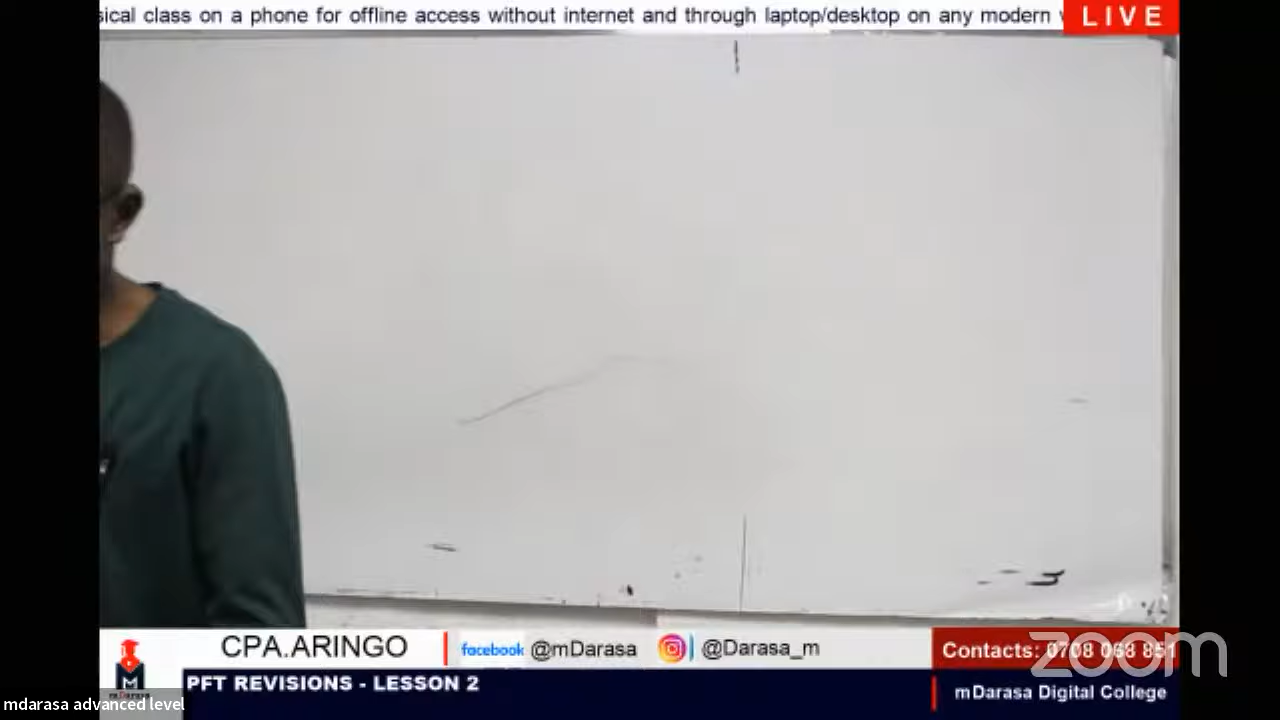 sical class on a phone for offline access without internet and through laptop/desktop on any modern
LIVE
CPA.ARINGO
facebook @mDarasa
@Darasa_m
Contacts: 0708 068 851
zoom
M
mDarasa
PFT REVISIONS - LESSON 2
mDarasa Digital College
mdarasa advanced level